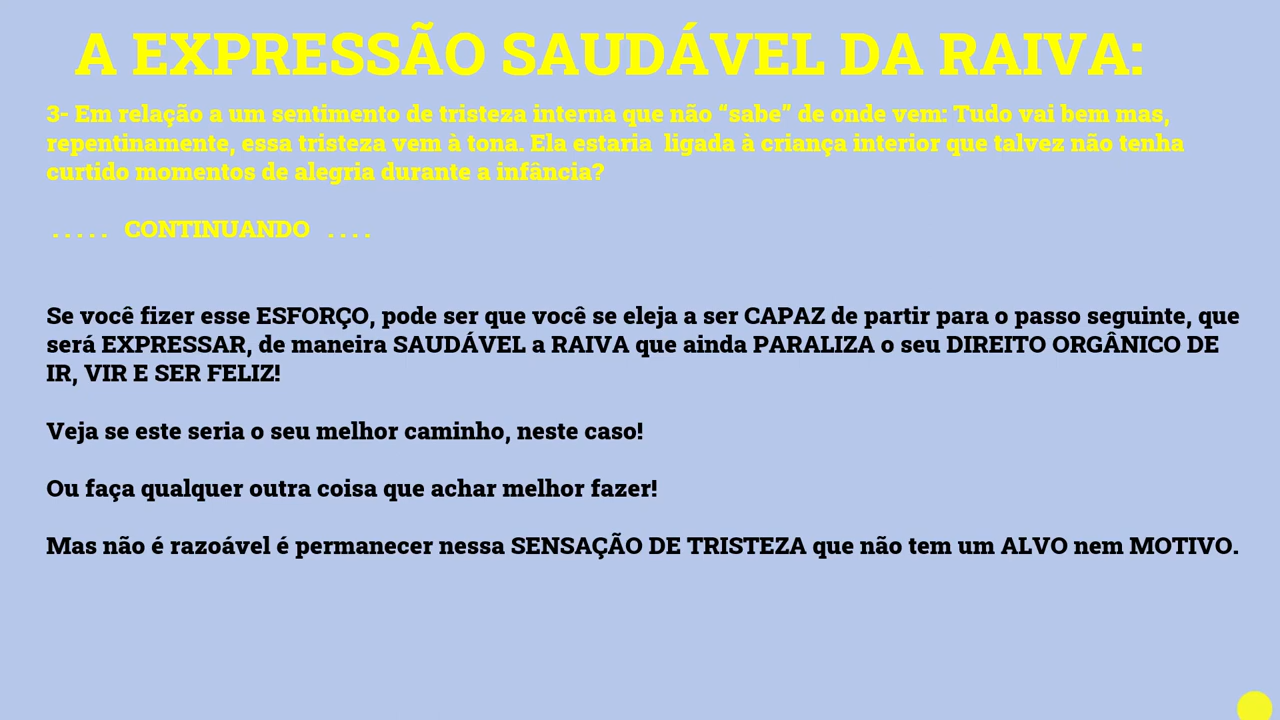 A EXPRESSÃO SAUDÁVEL DA RAIVA:
3- Em relação a um sentimento de tristeza interna que não “sabe” de onde vem: Tudo vai bem mas,
repentinamente, essa tristeza vem à tona. Ela estaria  ligada à criança interior que talvez não tenha
curtido momentos de alegria durante a infância?
. . . . .   CONTINUANDO   . . . .
Se você fizer esse ESFORÇO, pode ser que você se eleja a ser CAPAZ de partir para o passo seguinte, que
será EXPRESSAR, de maneira SAUDÁVEL a RAIVA que ainda PARALIZA o seu DIREITO ORGÂNICO DE
IR, VIR E SER FELIZ!
Veja se este seria o seu melhor caminho, neste caso!
Ou faça qualquer outra coisa que achar melhor fazer!
Mas não é razoável é permanecer nessa SENSAÇÃO DE TRISTEZA que não tem um ALVO nem MOTIVO.